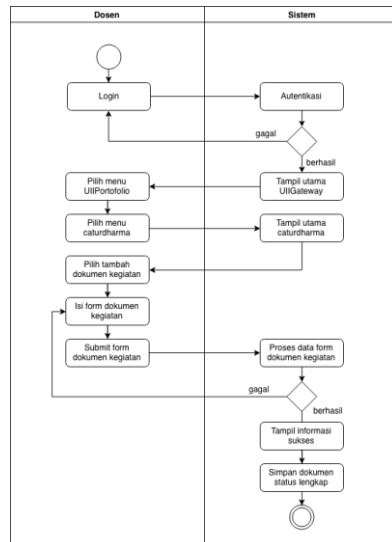 Dosen
Sistem
Login
Autentikasi
gagal
berhasil
Pilih menu
UIIPortofolio
Tampil utama
UIIGateway
Pilih menu
caturdharma
Tampil utama
caturdharma
Pilih tambah
dokumen kegiatan
Isi form dokumen
kegiatan
Submit form
dokumen kegiatan
Proses data form
dokumen kegiatan
gagal
berhasil
Tampil informasi
sukses
Simpan dokumen
status lengkap